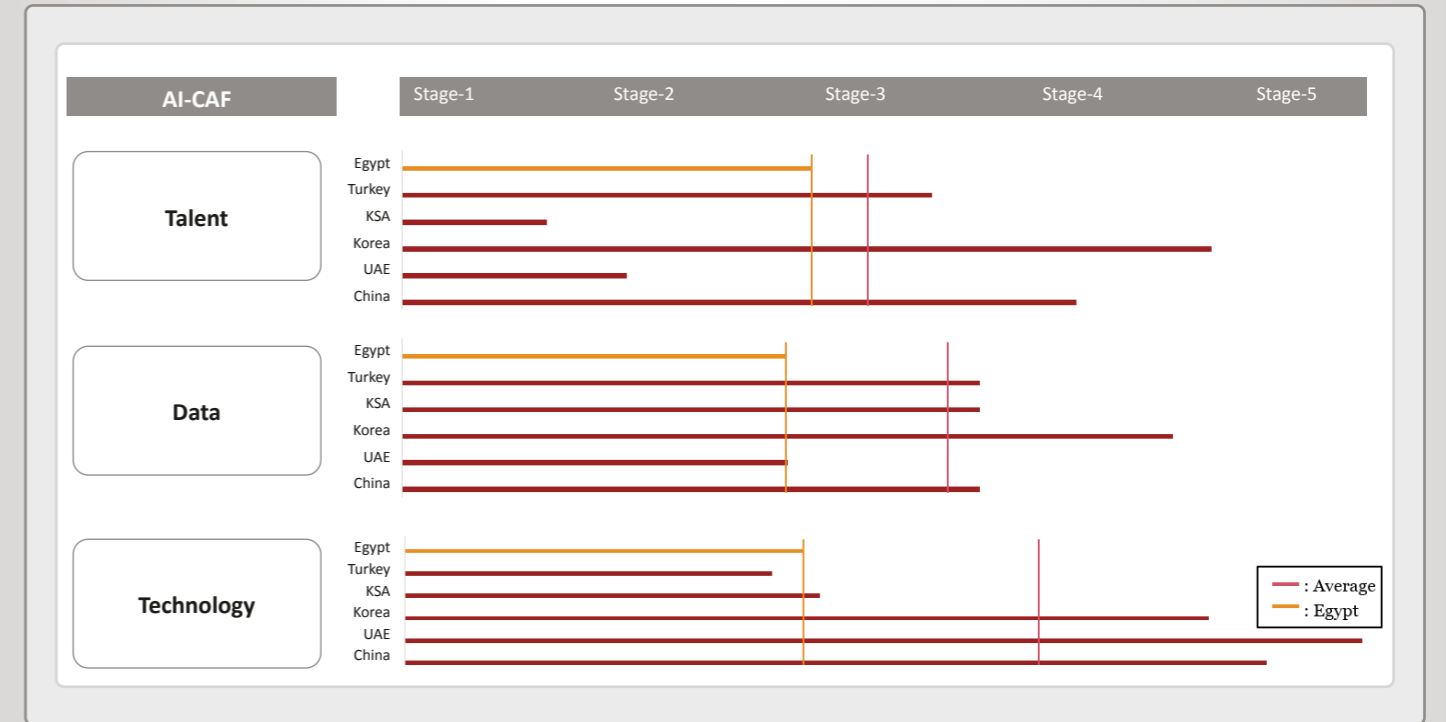 AI-CAF
Stage-1 Stage-2 Stage-3 Stage-4 Stage-5
Talent
Egypt
Turkey
KSA
Korea
UAE
China
Data
Egypt
Turkey
KSA
Korea
UAE
China
Technology
Egypt
Turkey
KSA
Korea
UAE
China
: Average
: Egypt